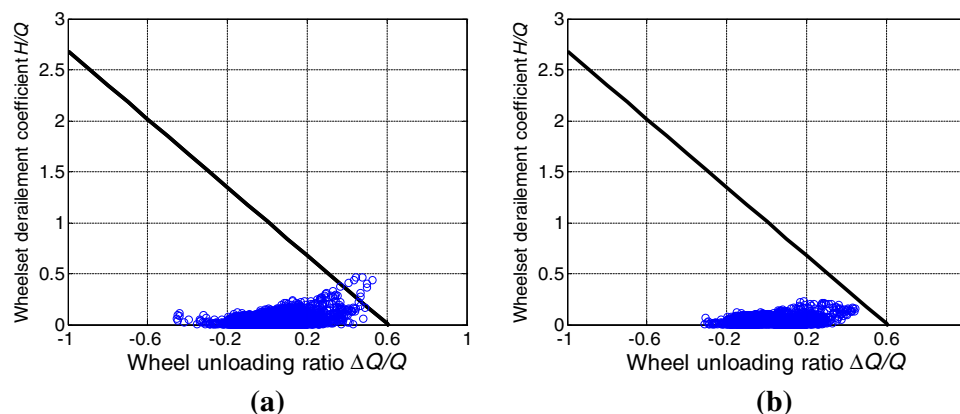 3
2.5
2
1.5
1
0.5
0
-1 -0.6 -0.2 0.2 0.6 1
Wheelset derailement coefficient H/Q
Wheel unloading ratio ΔQ/Q
(a)
3
2.5
2
1.5
1
0.5
0
-1 -0.6 -0.2 0.2 0.6
Wheelset derailement coefficient H/Q
Wheel unloading ratio ΔQ/Q
(b)